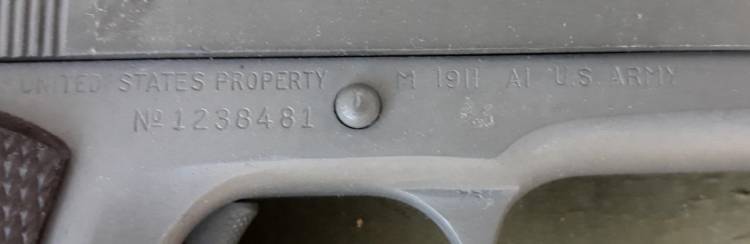 UNITED STATES PROPERTY M 1911 A1 U.S. ARMY
Nº 1238481